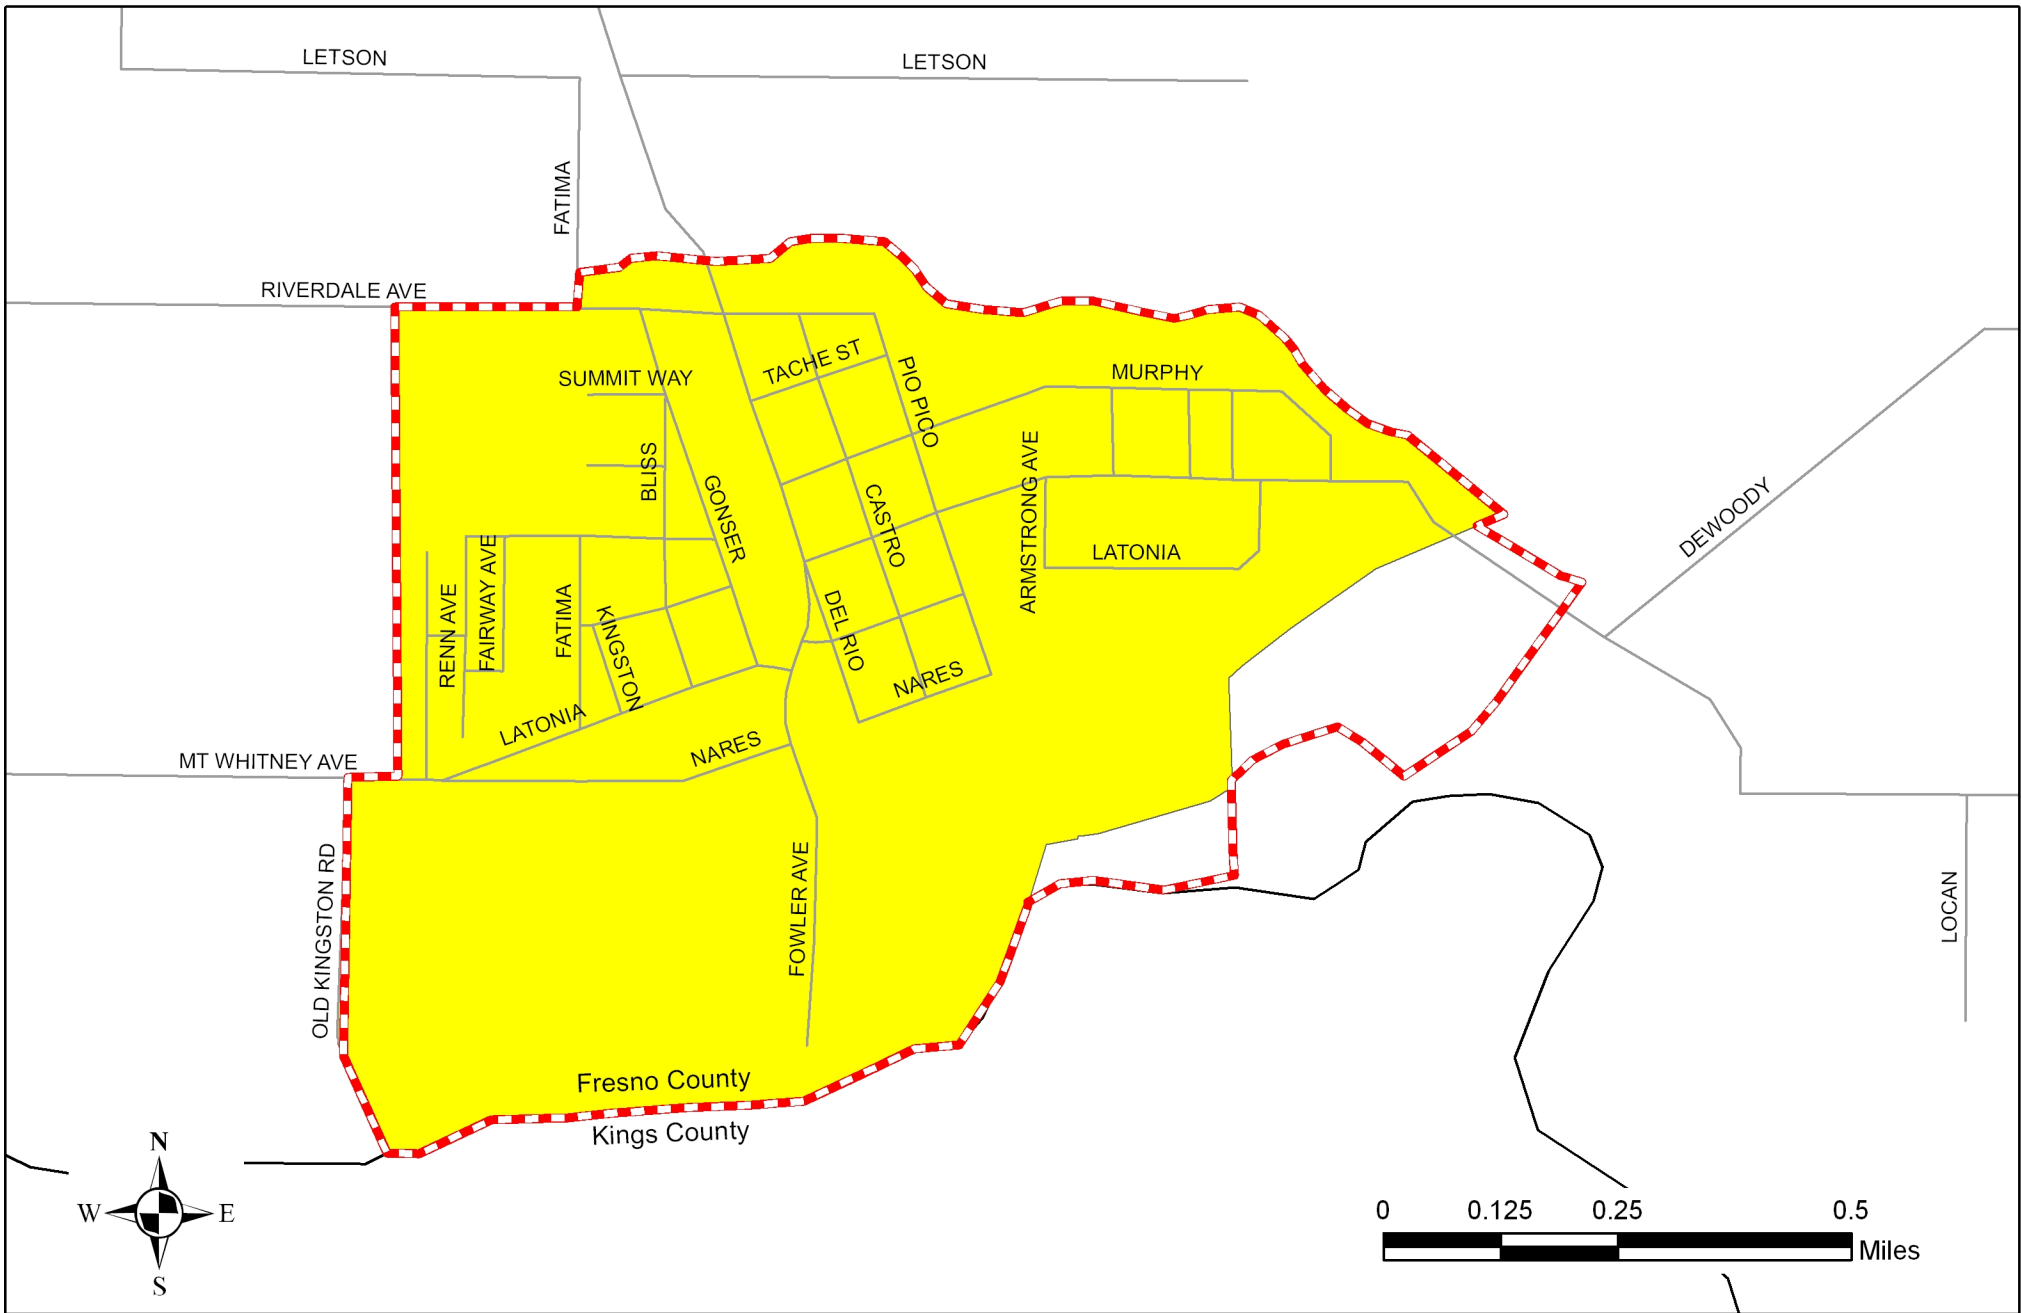 LETSON
LETSON
FATIMA
RIVERDALE AVE
TACHE ST
SUMMIT WAY
PIO PICO
MURPHY
BLISS
GONSER
CASTRO
ARMSTRONG AVE
DEWOODY
LATONIA
RENN AVE
FAIRWAY AVE
FATIMA
KINGSTON
DEL RIO
NARES
LATONIA
NARES
MT WHITNEY AVE
OLD KINGSTON RD
FOWLER AVE
LOCAN
Fresno County
Kings County
N
W
E
S
0 0.125 0.25 0.5
Miles